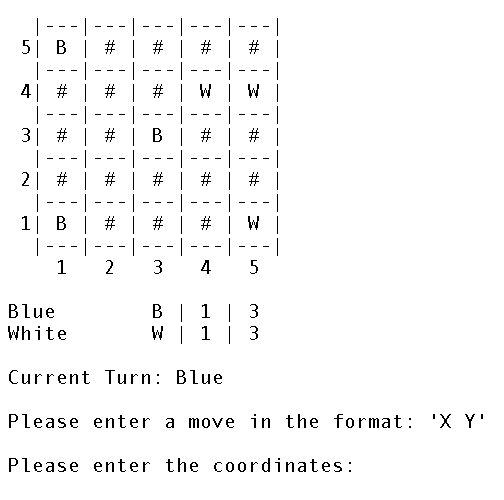 |---|---|---|---|---|
5| B | # | # | # | # |
|---|---|---|---|---|
4| # | # | # | W | W |
|---|---|---|---|---|
3| # | # | B | # | # |
|---|---|---|---|---|
2| # | # | # | # | # |
|---|---|---|---|---|
1| B | # | # | # | W |
|---|---|---|---|---|
1 2 3 4 5
Blue B | 1 | 3
White W | 1 | 3
Current Turn: Blue
Please enter a move in the format: 'X Y'
Please enter the coordinates: